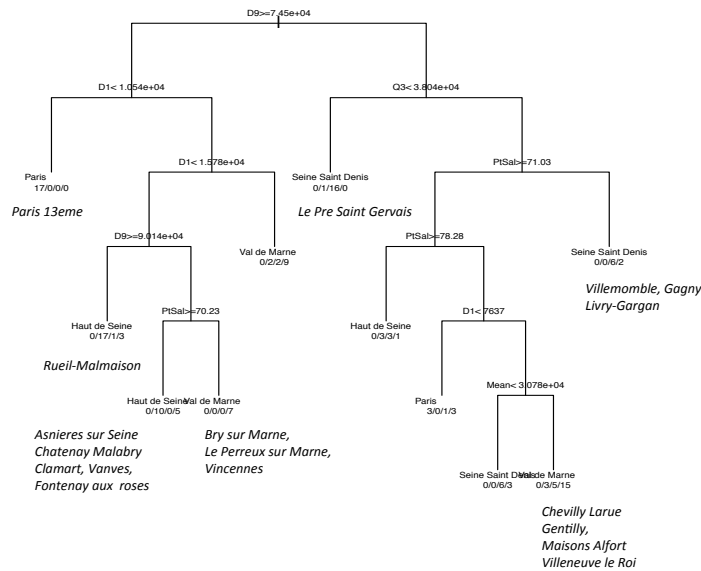 D9>=7.45e+04
D1< 1.054e+04
Q3< 3.804e+04
Paris
17/0/0/0
Paris 13eme
D1< 1.578e+04
Seine Saint Denis
0/1/16/0
Le Pre Saint Gervais
PtSal>=71.03
D9>=9.014e+04
Val de Marne
0/2/2/9
PtSal>=78.28
Seine Saint Denis
0/0/6/2
Villemomble, Gagny
Livry-Gargan
Haut de Seine
0/17/1/3
Rueil-Malmaison
PtSal>=70.23
Haut de Seine
0/3/3/1
D1< 7637
Haut de Seine
0/10/0/5
Val de Marne
0/0/0/7
Paris
3/0/1/3
Mean< 3.078e+04
Asnieres sur Seine
Chatenay Malabry
Clamart, Vanves,
Fontenay aux roses
Bry sur Marne,
Le Perreux sur Marne,
Vincennes
Seine Saint Denis
0/0/6/3
Val de Marne
0/3/5/15
Chevilly Larue
Gentilly,
Maisons Alfort
Villeneuve le Roi